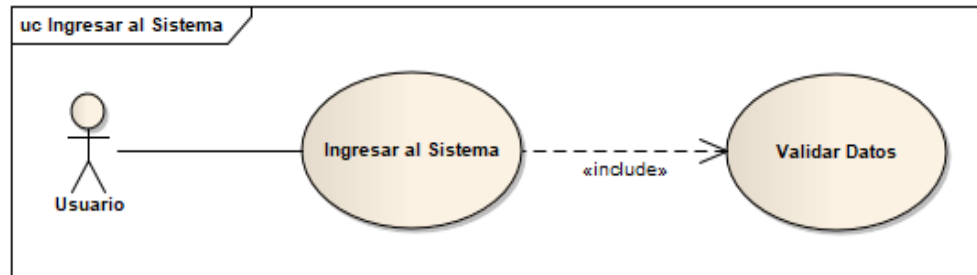 uc Ingresar al Sistema
Usuario
Ingresar al Sistema
«include»
Validar Datos